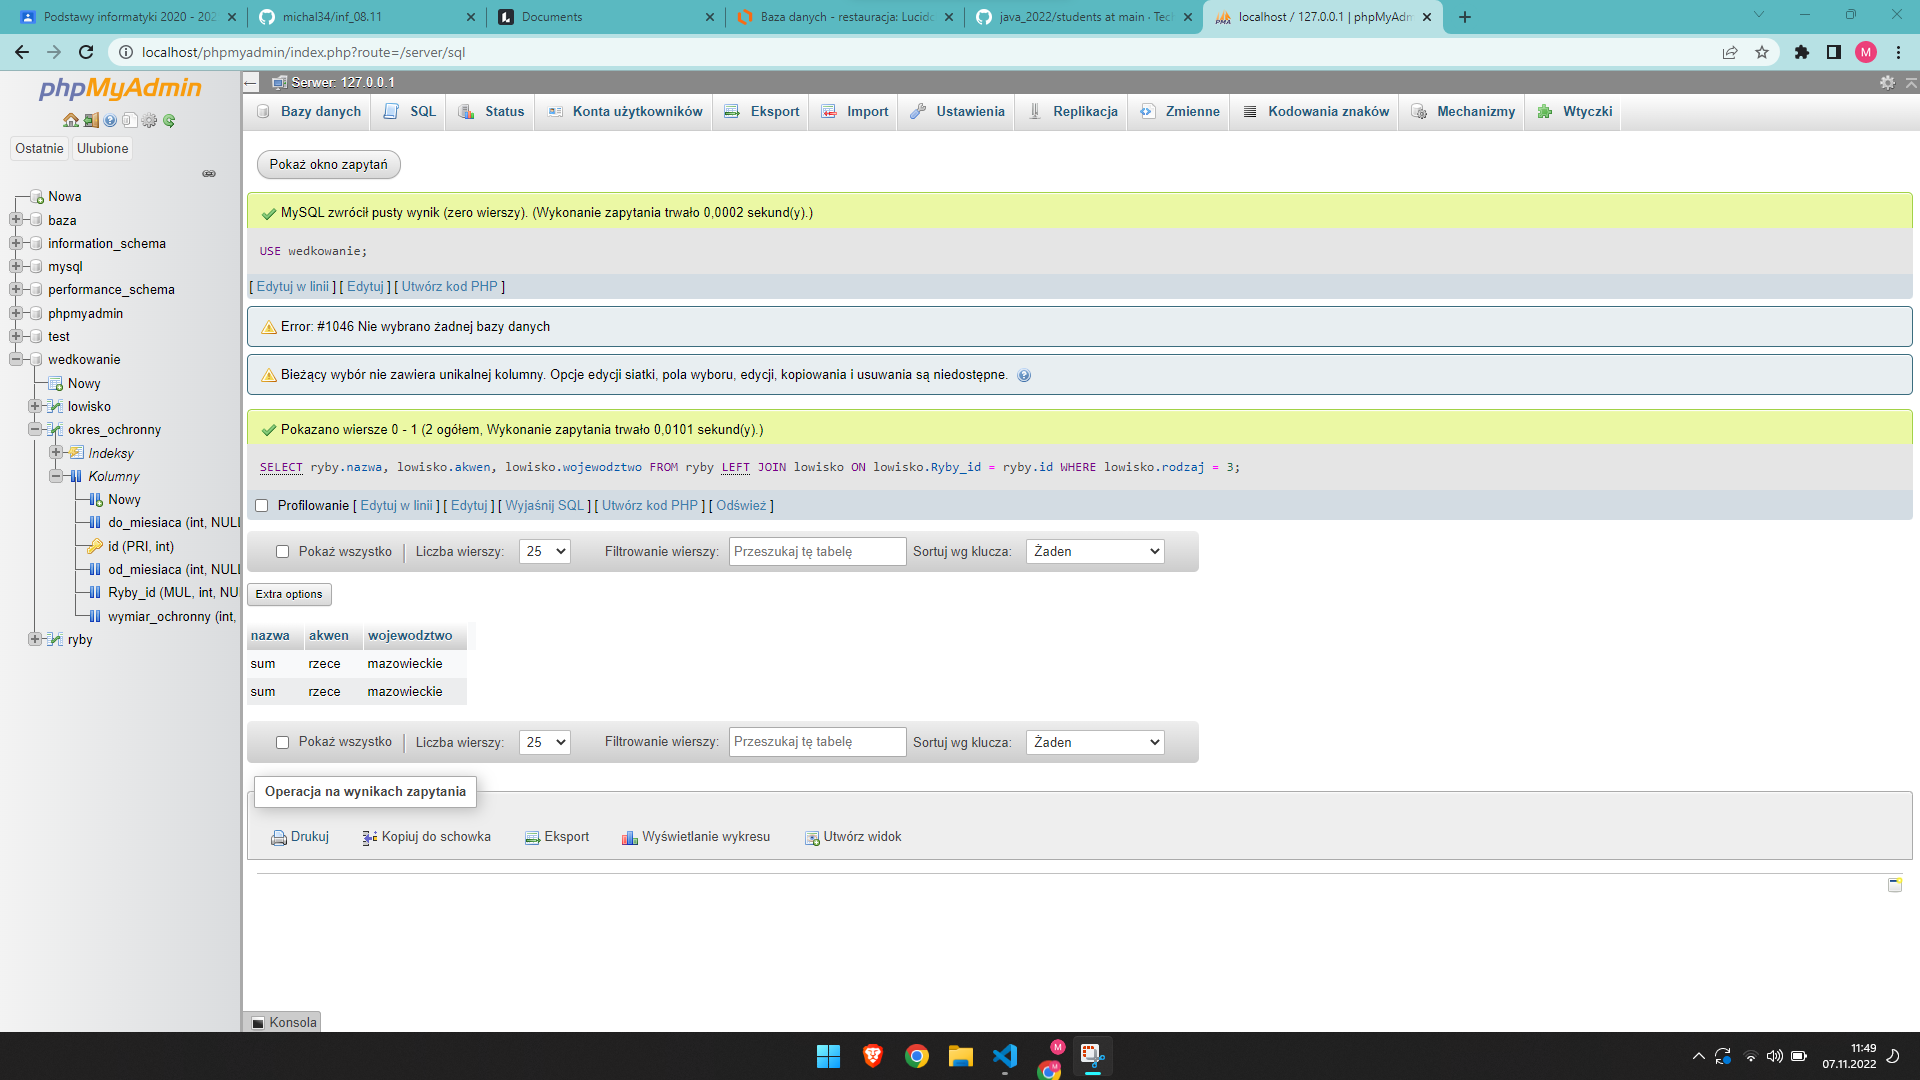 Podstawy informatyki 2020 - 202
michal34/inf_08.11
Documents
Baza danych - restauracja: Lucidc
java_2022/students at main · Tec
localhost / 127.0.0.1 | phpMyAdm
localhost/phpmyadmin/index.php?route=/server/sql
M
phpMyAdmin
Ostatnie
Ulubione
Nowa
baza
information_schema
mysql
performance_schema
phpmyadmin
test
wedkowanie
Nowy
lowisko
okres_ochronny
Indeksy
Kolumny
Nowy
do_miesiaca (int, NULL
id (PRI, int)
od_miesiaca (int, NULL
Ryby_id (MUL, int, NU
wymiar_ochronny (int,
ryby
Serwer: 127.0.0.1
Bazy danych
SQL
Status
Konta użytkowników
Eksport
Import
Ustawienia
Replikacja
Zmienne
Kodowania znaków
Mechanizmy
Wtyczki
Pokaż okno zapytań
MySQL zwrócił pusty wynik (zero wierszy). (Wykonanie zapytania trwało 0,0002 sekund(y).)
USE wedkowanie;
[ Edytuj w linii ] [ Edytuj ] [ Utwórz kod PHP ]
Error: #1046 Nie wybrano żadnej bazy danych
Bieżący wybór nie zawiera unikalnej kolumny. Opcje edycji siatki, pola wyboru, edycji, kopiowania i usuwania są niedostępne.
Pokazano wiersze 0 - 1 (2 ogółem, Wykonanie zapytania trwało 0,0101 sekund(y).)
SELECT ryby.nazwa, lowisko.akwen, lowisko.wojewodztwo FROM ryby LEFT JOIN lowisko ON lowisko.Ryby_id = ryby.id WHERE lowisko.rodzaj = 3;
Profilowanie [ Edytuj w linii ] [ Edytuj ] [ Wyjaśnij SQL ] [ Utwórz kod PHP ] [ Odśwież ]
Pokaż wszystko | Liczba wierszy: 25 Filtrowanie wierszy: Przeszukaj tę tabelę Sortuj wg klucza: Żaden
Extra options
nazwa akwen wojewodztwo
sum rzece mazowieckie
sum rzece mazowieckie
Pokaż wszystko | Liczba wierszy: 25 Filtrowanie wierszy: Przeszukaj tę tabelę Sortuj wg klucza: Żaden
Operacja na wynikach zapytania
Drukuj Kopiuj do schowka Eksport Wyświetlanie wykresu Utwórz widok
Konsola
M
11:49
07.11.2022